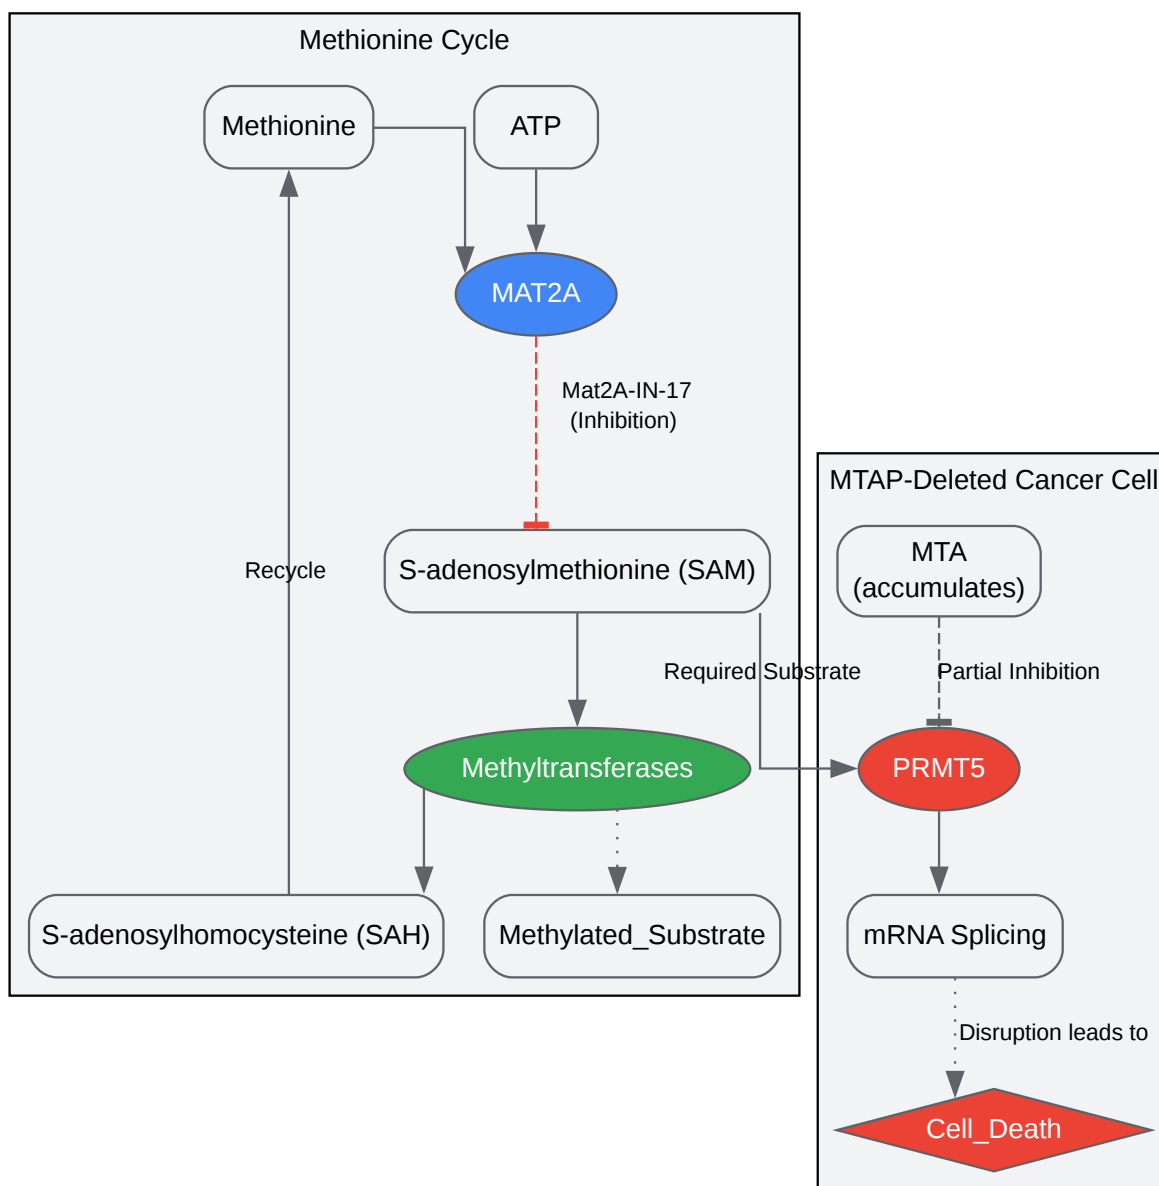 Methionine Cycle
Methionine
ATP
MAT2A
Mat2A-IN-17
(Inhibition)
MTAP-Deleted Cancer Cell
MTA
(accumulates)
Recycle
S-adenosylmethionine (SAM)
Required Substrate
Partial Inhibition
Methyltransferases
PRMT5
S-adenosylhomocysteine (SAH)
Methylated_Substrate
mRNA Splicing
Disruption leads to
Cell_Death